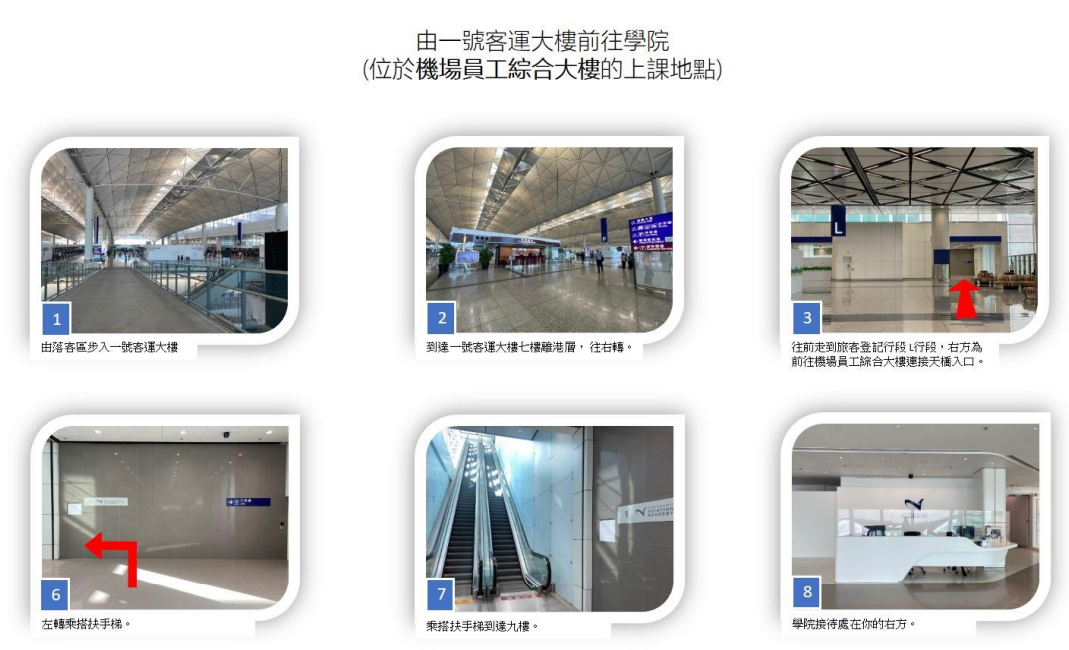 由一號客運大樓前往學院
(位於機場員工綜合大樓的上課地點)
1
由落客區步入一號客運大樓
2
到達一號客運大樓七樓離港層，往右轉。
L
3
往前走到旅客登記行段 L行段，右方為
前往機場員工綜合大樓連接天橋入口。
6
左轉乘搭扶手梯。
AVIATION
ACADEMY
7
乘搭扶手梯到達九樓。
8
學院接待處在你的右方。